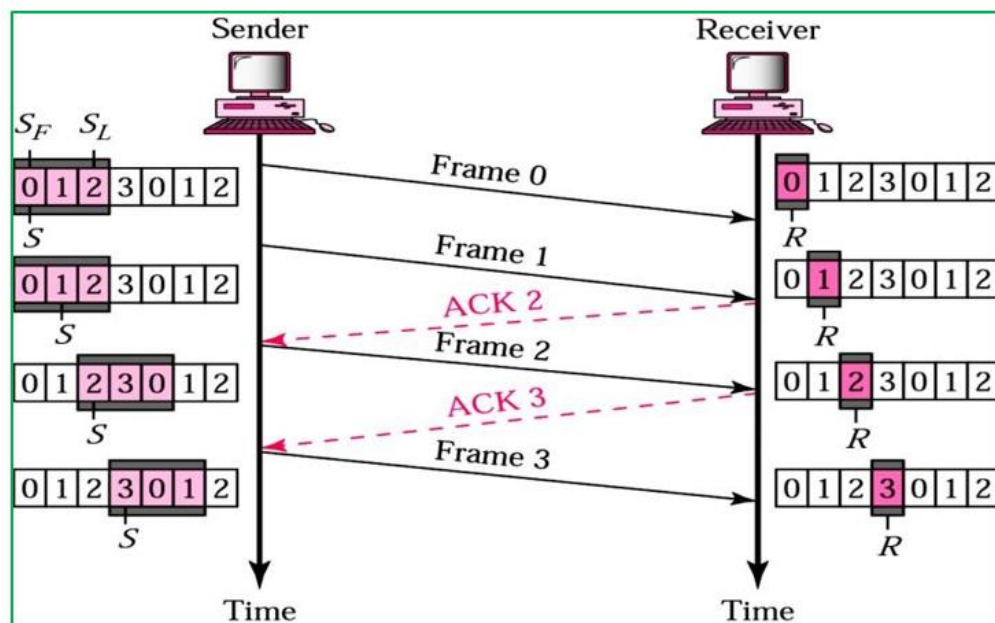 Sender Receiver
S_F S_L
Frame 0
0 1 2 3 0 1 2
0 1 2 3 0 1 2
S
R
Frame 1
0 1 2 3 0 1 2
0 1 2 3 0 1 2
ACK 2
S
R
Frame 2
0 1 2 3 0 1 2
0 1 2 3 0 1 2
ACK 3
S
R
Frame 3
0 1 2 3 0 1 2
0 1 2 3 0 1 2
S
R
Time Time